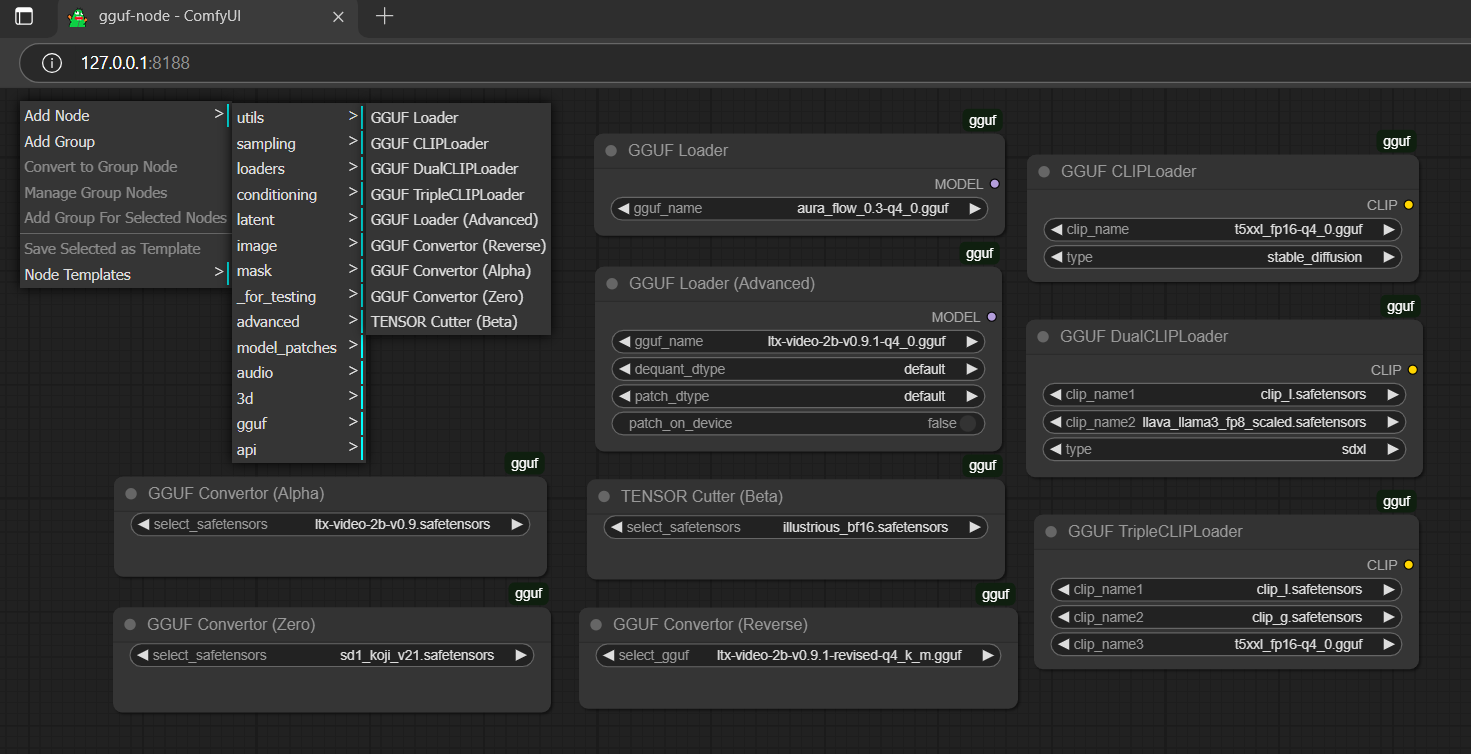 gguf-node - ComfyUI
127.0.0.1:8188
Add Node >
Add Group
Convert to Group Node
Manage Group Nodes
Add Group For Selected Nodes
Save Selected as Template
Node Templates >
utils >
sampling >
loaders >
conditioning >
latent >
image >
mask >
_for_testing >
advanced >
model_patches >
audio >
3d >
gguf >
api >
GGUF Loader
GGUF CLIPLoader
GGUF DualCLIPLoader
GGUF TripleCLIPLoader
GGUF Loader (Advanced)
GGUF Convertor (Reverse)
GGUF Convertor (Alpha)
GGUF Convertor (Zero)
TENSOR Cutter (Beta)
gguf
GGUF Loader
MODEL
gguf_name aura_flow_0.3-q4_0.gguf
gguf
GGUF CLIPLoader
CLIP
clip_name t5xxl_fp16-q4_0.gguf
type stable_diffusion
gguf
GGUF Loader (Advanced)
MODEL
gguf_name ltx-video-2b-v0.9.1-q4_0.gguf
dequant_dtype default
patch_dtype default
patch_on_device false
gguf
GGUF DualCLIPLoader
CLIP
clip_name1 clip_l.safetensors
clip_name2 llava_llama3_fp8_scaled.safetensors
type sdxl
gguf
GGUF Convertor (Alpha)
select_safetensors ltx-video-2b-v0.9.safetensors
gguf
TENSOR Cutter (Beta)
select_safetensors illustrious_bf16.safetensors
gguf
GGUF TripleCLIPLoader
CLIP
clip_name1 clip_l.safetensors
clip_name2 clip_g.safetensors
clip_name3 t5xxl_fp16-q4_0.gguf
gguf
GGUF Convertor (Zero)
select_safetensors sd1_koji_v21.safetensors
gguf
GGUF Convertor (Reverse)
select_gguf ltx-video-2b-v0.9.1-revised-q4_k_m.gguf